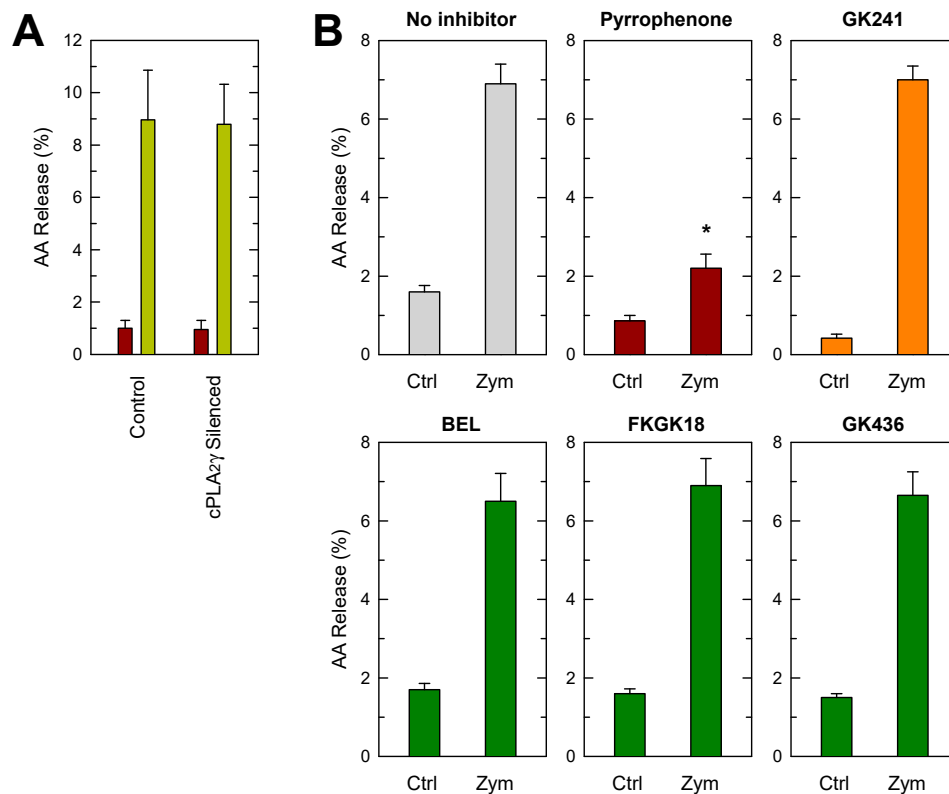 A
AA Release (%)
12
10
8
6
4
2
0
Control
cPLA2γ Silenced
B
No inhibitor
AA Release (%)
8
6
4
2
0
Ctrl Zym
Pyrrophenone
8
6
4
2
0
*
Ctrl Zym
GK241
8
6
4
2
0
Ctrl Zym
BEL
AA Release (%)
8
6
4
2
0
Ctrl Zym
FKGK18
8
6
4
2
0
Ctrl Zym
GK436
8
6
4
2
0
Ctrl Zym